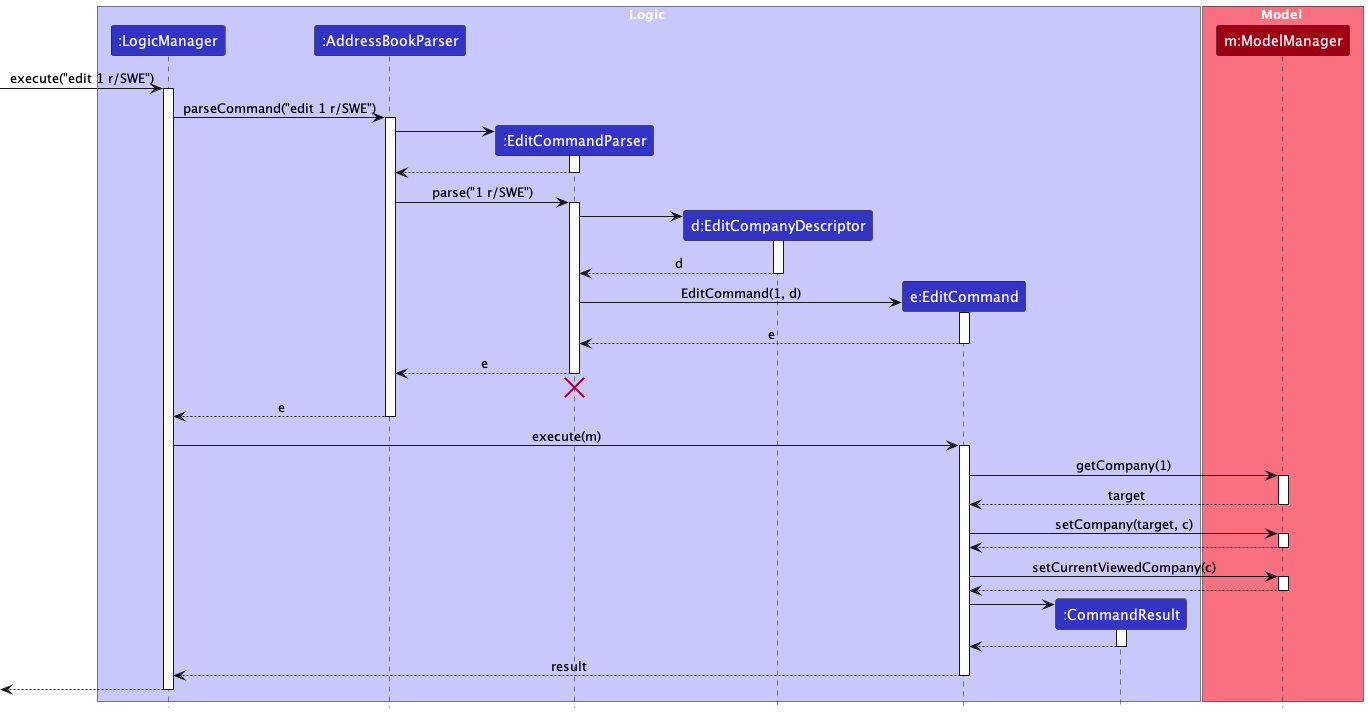 Logic
Model
:LogicManager
:AddressBookParser
m:ModelManager
execute("edit 1 r/SWE")
parseCommand("edit 1 r/SWE")
:EditCommandParser
parse("1 r/SWE")
d:EditCompanyDescriptor
d
EditCommand(1, d)
e:EditCommand
e
e
e
execute(m)
getCompany(1)
target
setCompany(target, c)
setCurrentViewedCompany(c)
:CommandResult
result